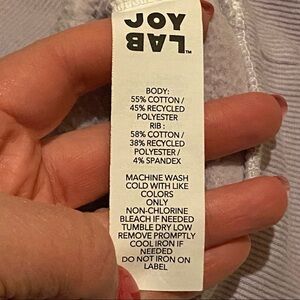 JOY
LAB™
BODY:
55% COTTON /
45% RECYCLED
POLYESTER
RIB :
58% COTTON /
38% RECYCLED
POLYESTER /
4% SPANDEX
MACHINE WASH
COLD WITH LIKE
COLORS
ONLY
NON-CHLORINE
BLEACH IF NEEDED
TUMBLE DRY LOW
REMOVE PROMPTLY
COOL IRON IF
NEEDED
DO NOT IRON ON
LABEL